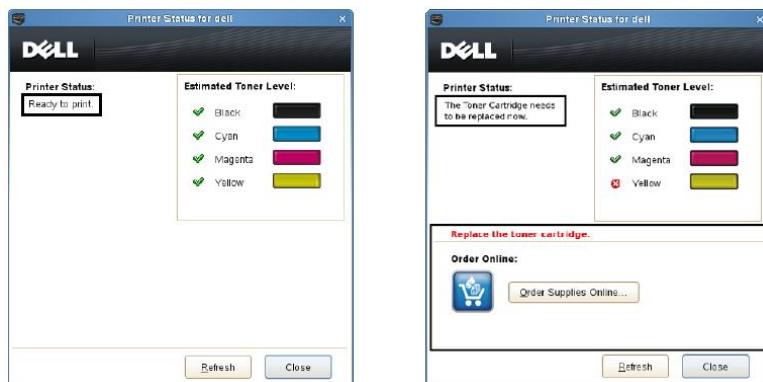 Printer Status for dell
DELL
Printer Status:
Ready to print.
Estimated Toner Level:
Black
Cyan
Magenta
Yellow
Refresh
Close
Printer Status for dell
DELL
Printer Status:
The Toner Cartridge needs
to be replaced now.
Estimated Toner Level:
Black
Cyan
Magenta
Yellow
Replace the toner cartridge.
Order Online:
Order Supplies Online...
Refresh
Close